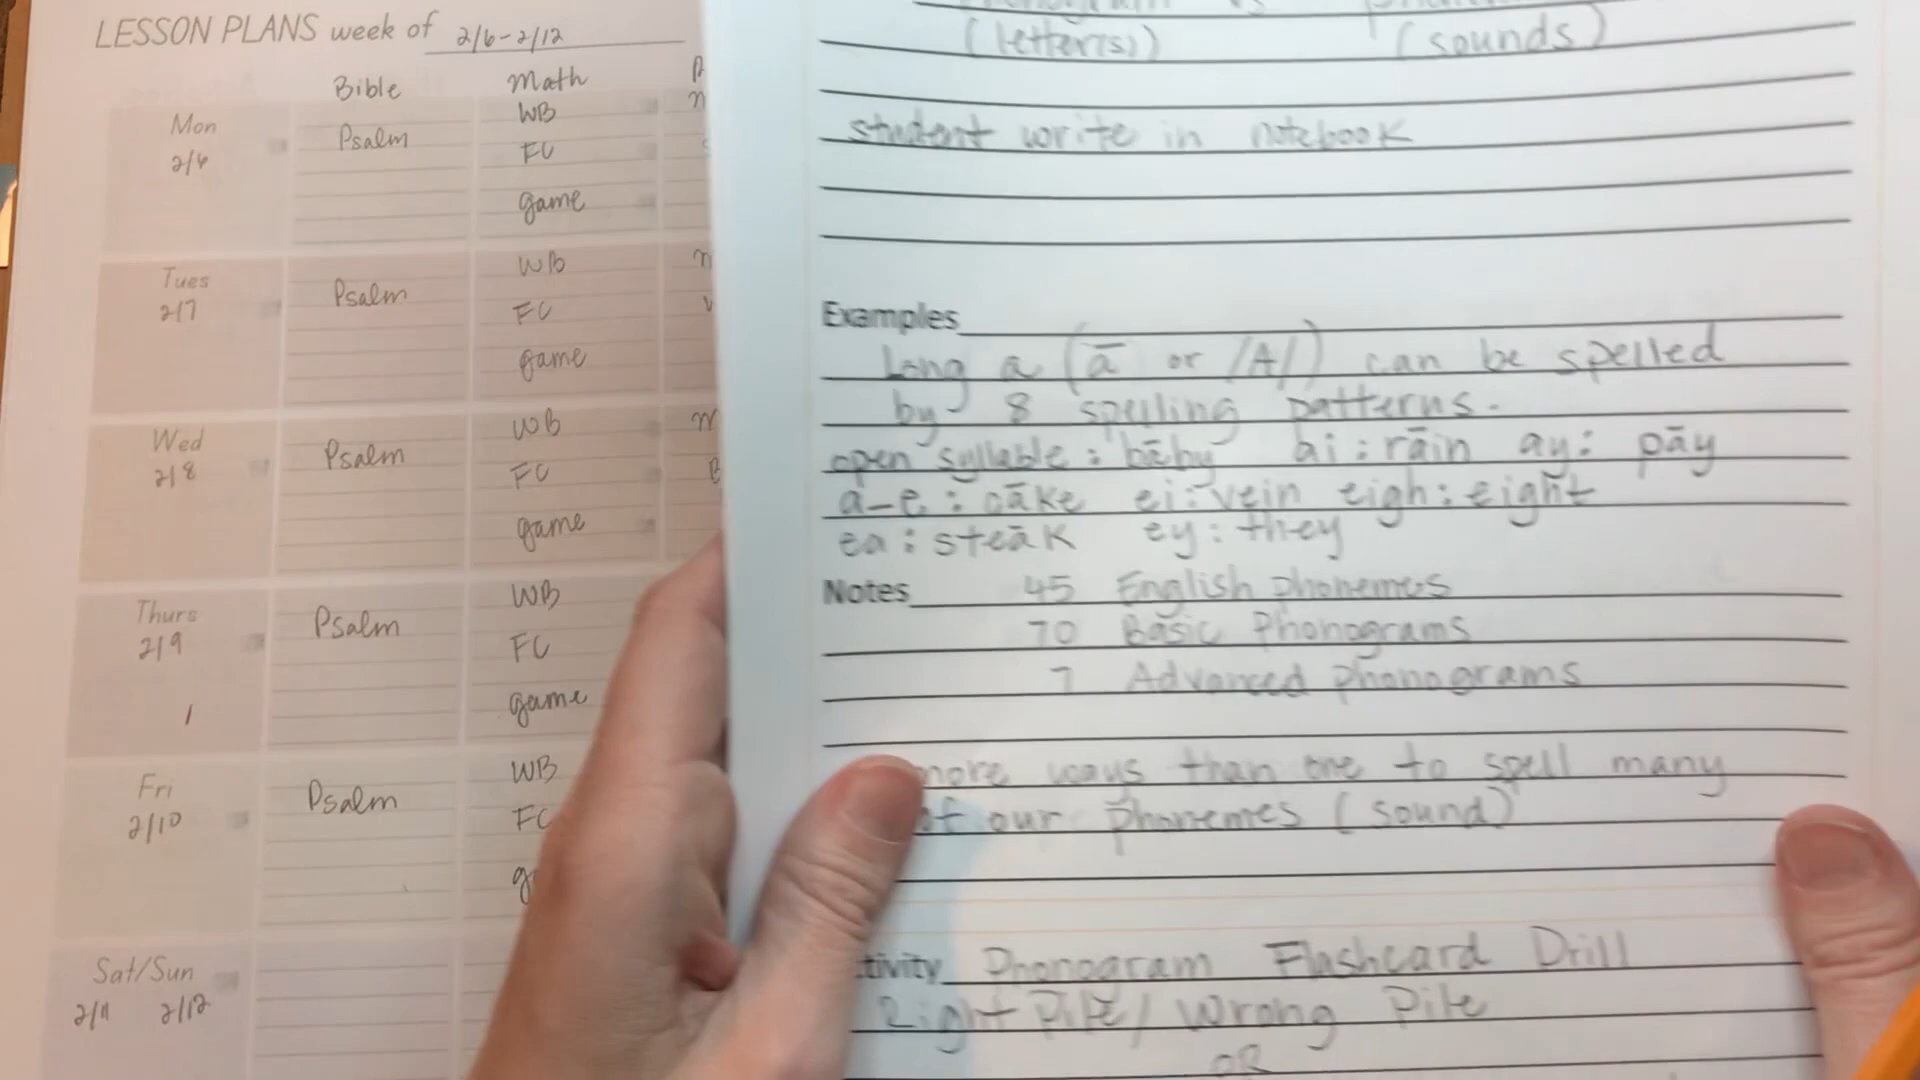 LESSON PLANS week of 2/6-2/12
Bible Math
Mon Psalm WB
2/6 FC
game
Tues Psalm WB
2/7 FC
game
Wed Psalm WB
2/8 FC
game
Thurs Psalm WB
2/9 FC
game
Fri Psalm WB
2/10 FC
Sat/Sun
2/11 2/12
(letter(s)) (sounds)
student write in notebook
Examples
Long a (ā or /A/) can be spelled
by 8 spelling patterns.
open syllable : bāby ai : rāin ay : pāy
a-e : cāke ei : vein eigh : eight
ea : steāk ey : they
Notes 45 English phonemes
70 Basic Phonograms
7 Advanced phonograms
more ways than one to spell many
of our phonemes (sound)
Phonogram Flashcard Drill
Right Pile / Wrong Pile
OR